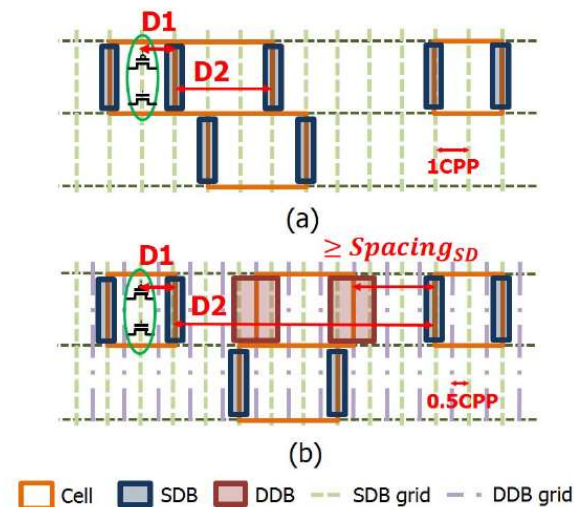 D1
D2
1CPP
(a)
≥ Spacing_SD
D1
D2
0.5CPP
(b)
Cell SDB DDB SDB grid DDB grid